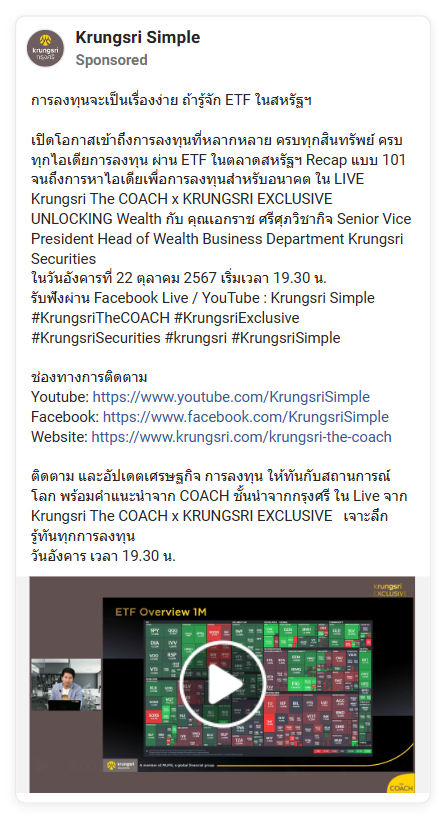 Krungsri Simple
Sponsored
krungsri
กรุงศรี
การลงทุนจะเป็นเรื่องง่าย ถ้ารู้จัก ETF ในสหรัฐฯ
เปิดโอกาสเข้าถึงการลงทุนที่หลากหลาย ครบทุกสินทรัพย์ ครบ
ทุกไอเดียการลงทุน ผ่าน ETF ในตลาดสหรัฐฯ Recap แบบ 101
จนถึงการหาไอเดียเพื่อการลงทุนสำหรับอนาคต ใน LIVE
Krungsri The COACH x KRUNGSRI EXCLUSIVE
UNLOCKING Wealth กับ คุณเอกราช ศรีศุภวิชากิจ Senior Vice
President Head of Wealth Business Department Krungsri
Securities
ในวันอังคารที่ 22 ตุลาคม 2567 เริ่มเวลา 19.30 น.
รับฟังผ่าน Facebook Live / YouTube : Krungsri Simple
#KrungsriTheCOACH #KrungsriExclusive
#KrungsriSecurities #krungsri #KrungsriSimple
ช่องทางการติดตาม
Youtube: https://www.youtube.com/KrungsriSimple
Facebook: https://www.facebook.com/KrungsriSimple
Website: https://www.krungsri.com/krungsri-the-coach
ติดตาม และอัปเดตเศรษฐกิจ การลงทุน ให้ทันกับสถานการณ์
โลก พร้อมคำแนะนำจาก COACH ชั้นนำจากกรุงศรี ใน Live จาก
Krungsri The COACH x KRUNGSRI EXCLUSIVE เจาะลึก
รู้ทันทุกการลงทุน
วันอังคาร เวลา 19.30 น.
krungsri
EXCLUSIVE
ETF Overview 1M
SPY
DIA
IVV
VOO
RSP
krungsri
A member of MUFG, a global financial group
COACH